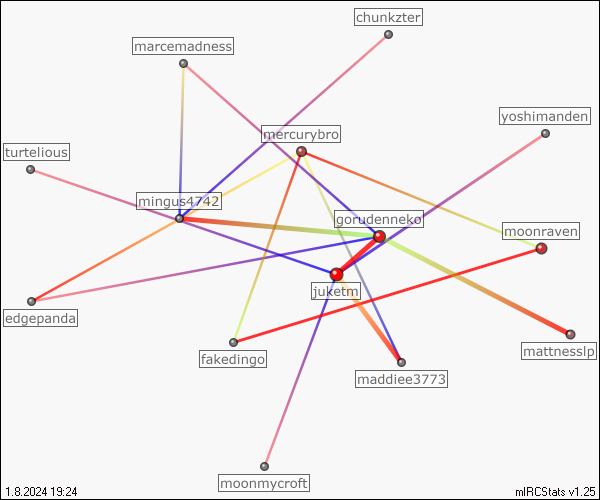 chunkzter
marcemadness
yoshimanden
mercurybro
turtelious
mingus4742
gorudenneko
moonraven
juketm
edgepanda
mattnesslp
fakedingo
maddiee3773
moonmycroft
1.8.2024 19:24
mIRCStats v1.25